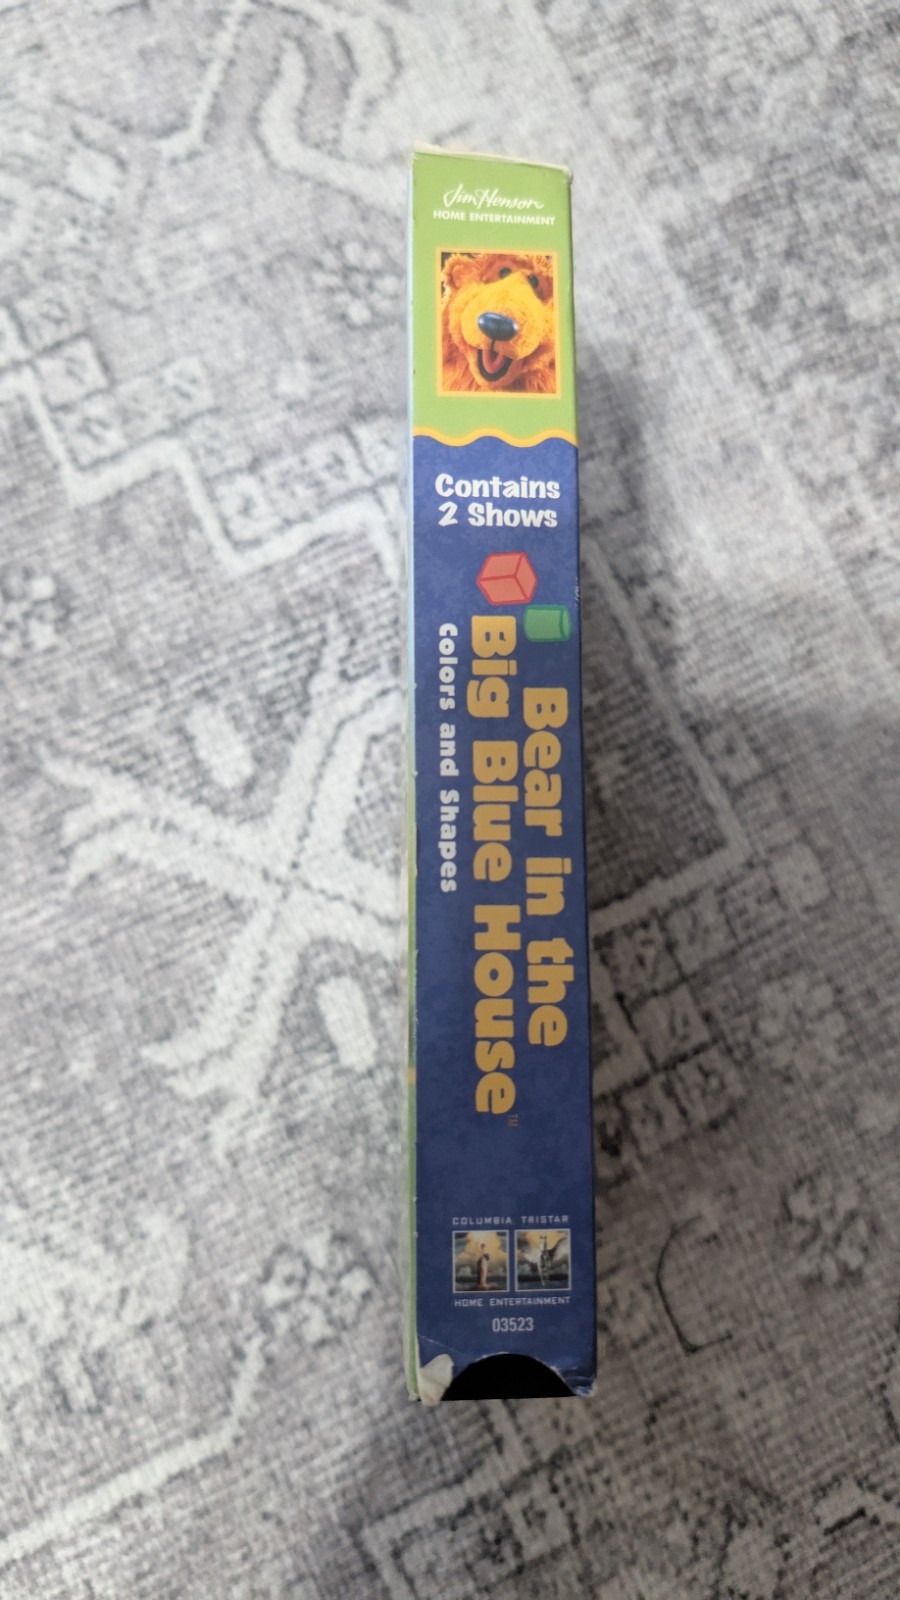 Jim Henson
HOME ENTERTAINMENT
Contains
2 Shows
Bear in the
Big Blue House™
Colors and Shapes
COLUMBIA TRISTAR
HOME ENTERTAINMENT
03523